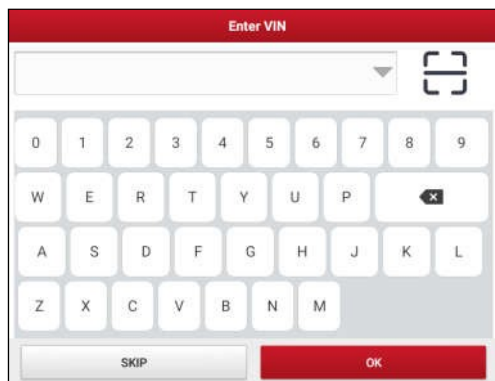 Enter VIN
0 1 2 3 4 5 6 7 8 9
W E R T Y U P
A S D F G H J K L
Z X C V B N M
SKIP OK